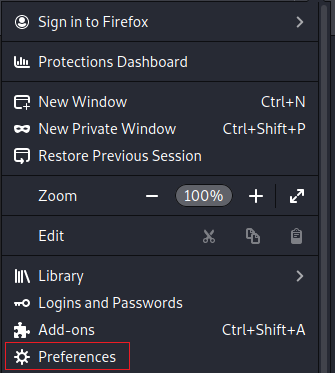 Sign in to Firefox
Protections Dashboard
New Window Ctrl+N
New Private Window Ctrl+Shift+P
Restore Previous Session
Zoom 100%
Edit
Library
Logins and Passwords
Add-ons Ctrl+Shift+A
Preferences